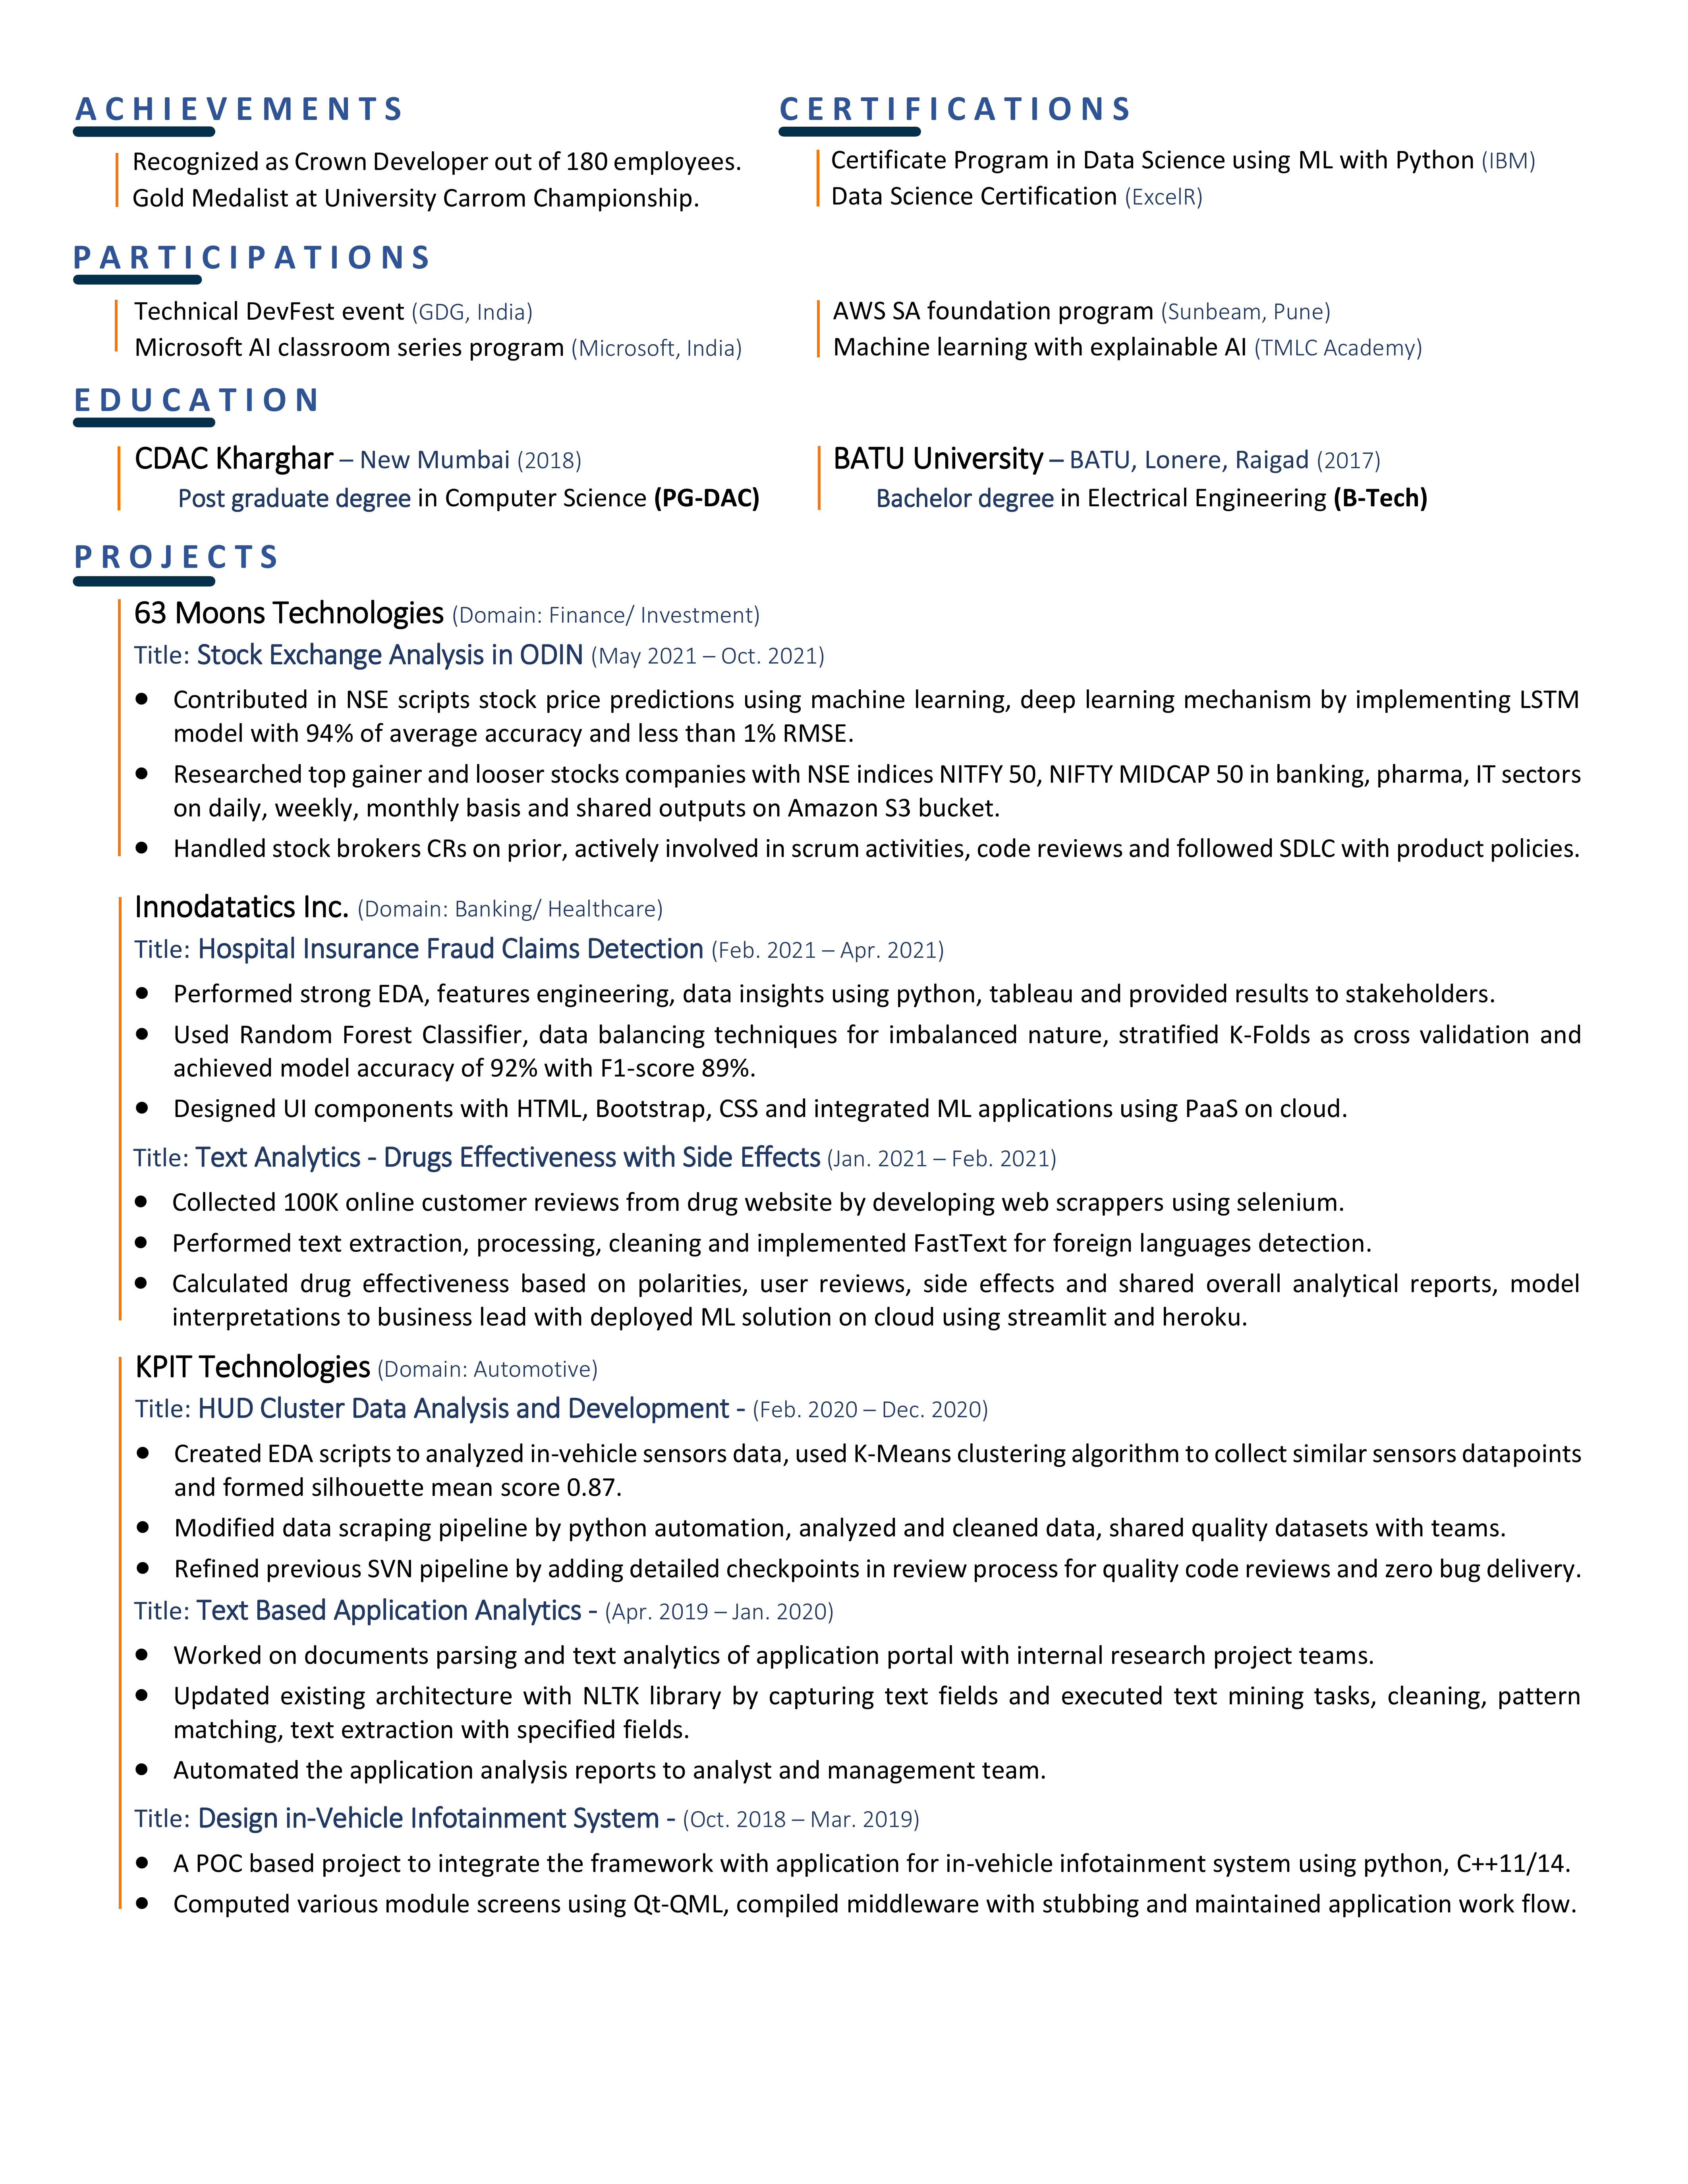 ACHIEVEMENTS
Recognized as Crown Developer out of 180 employees.
Gold Medalist at University Carrom Championship.
CERTIFICATIONS
Certificate Program in Data Science using ML with Python (IBM)
Data Science Certification (ExcelR)
PARTICIPATIONS
Technical DevFest event (GDG, India)
Microsoft AI classroom series program (Microsoft, India)
AWS SA foundation program (Sunbeam, Pune)
Machine learning with explainable AI (TMLC Academy)
EDUCATION
CDAC Kharghar – New Mumbai (2018)
Post graduate degree in Computer Science (PG-DAC)
BATU University – BATU, Lonere, Raigad (2017)
Bachelor degree in Electrical Engineering (B-Tech)
PROJECTS
63 Moons Technologies (Domain: Finance/ Investment)
Title: Stock Exchange Analysis in ODIN (May 2021 – Oct. 2021)
● Contributed in NSE scripts stock price predictions using machine learning, deep learning mechanism by implementing LSTM
model with 94% of average accuracy and less than 1% RMSE.
● Researched top gainer and looser stocks companies with NSE indices NITFY 50, NIFTY MIDCAP 50 in banking, pharma, IT sectors
on daily, weekly, monthly basis and shared outputs on Amazon S3 bucket.
● Handled stock brokers CRs on prior, actively involved in scrum activities, code reviews and followed SDLC with product policies.
Innodatatics Inc. (Domain: Banking/ Healthcare)
Title: Hospital Insurance Fraud Claims Detection (Feb. 2021 – Apr. 2021)
● Performed strong EDA, features engineering, data insights using python, tableau and provided results to stakeholders.
● Used Random Forest Classifier, data balancing techniques for imbalanced nature, stratified K-Folds as cross validation and
achieved model accuracy of 92% with F1-score 89%.
● Designed UI components with HTML, Bootstrap, CSS and integrated ML applications using PaaS on cloud.
Title: Text Analytics - Drugs Effectiveness with Side Effects (Jan. 2021 – Feb. 2021)
● Collected 100K online customer reviews from drug website by developing web scrappers using selenium.
● Performed text extraction, processing, cleaning and implemented FastText for foreign languages detection.
● Calculated drug effectiveness based on polarities, user reviews, side effects and shared overall analytical reports, model
interpretations to business lead with deployed ML solution on cloud using streamlit and heroku.
KPIT Technologies (Domain: Automotive)
Title: HUD Cluster Data Analysis and Development - (Feb. 2020 – Dec. 2020)
● Created EDA scripts to analyzed in-vehicle sensors data, used K-Means clustering algorithm to collect similar sensors datapoints
and formed silhouette mean score 0.87.
● Modified data scraping pipeline by python automation, analyzed and cleaned data, shared quality datasets with teams.
● Refined previous SVN pipeline by adding detailed checkpoints in review process for quality code reviews and zero bug delivery.
Title: Text Based Application Analytics - (Apr. 2019 – Jan. 2020)
● Worked on documents parsing and text analytics of application portal with internal research project teams.
● Updated existing architecture with NLTK library by capturing text fields and executed text mining tasks, cleaning, pattern
matching, text extraction with specified fields.
● Automated the application analysis reports to analyst and management team.
Title: Design in-Vehicle Infotainment System - (Oct. 2018 – Mar. 2019)
● A POC based project to integrate the framework with application for in-vehicle infotainment system using python, C++11/14.
● Computed various module screens using Qt-QML, compiled middleware with stubbing and maintained application work flow.